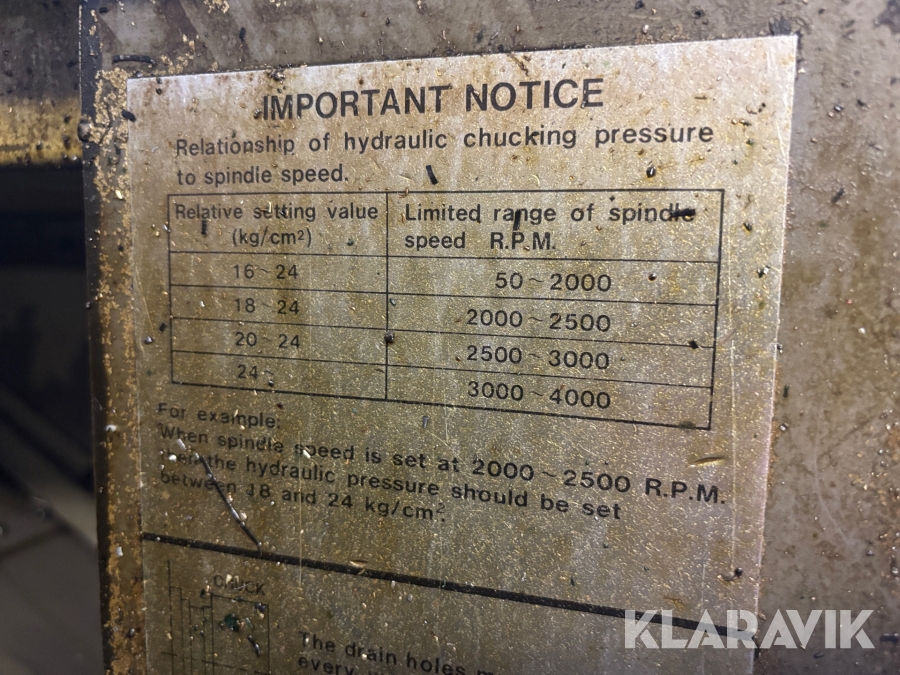 IMPORTANT NOTICE
Relationship of hydraulic chucking pressure
to spindle speed.
Relative setting value (kg/cm²) Limited range of spindle speed R.P.M.
16~24 50~2000
18~24 2000~2500
20~24 2500~3000
24~ 3000~4000
For example:
When spindle speed is set at 2000~2500 R.P.M.
then the hydraulic pressure should be set
between 18 and 24 kg/cm².
CHUCK
The drain holes
every
KLARAVIK